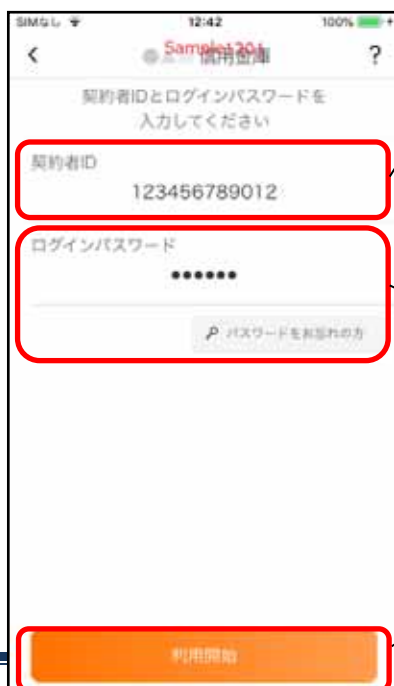 SIMなし
12:42
100%
信用金庫
?
契約者IDとログインパスワードを
入力してください
契約者ID
123456789012
ログインパスワード
••••••
パスワードをお忘れの方
利用開始